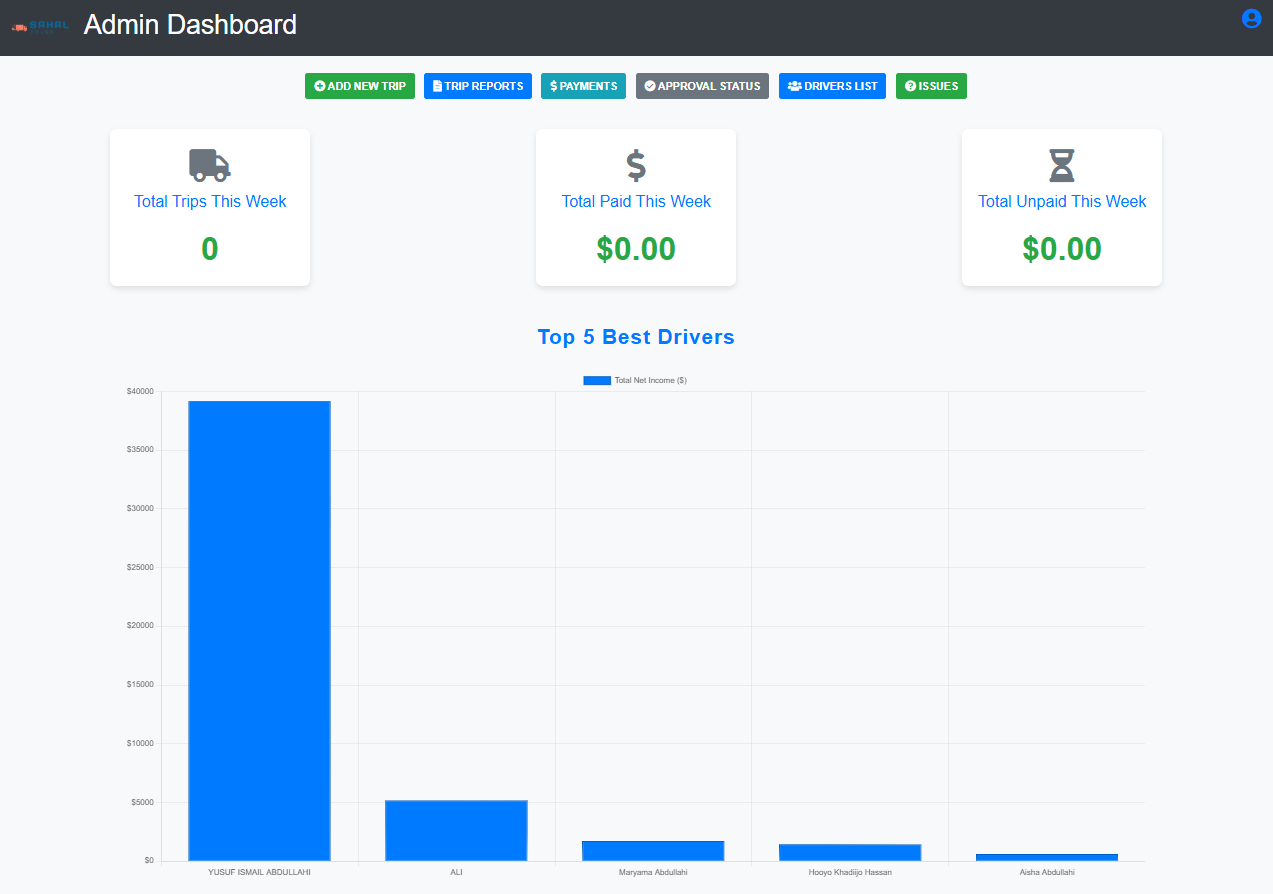 SAHAL
Admin Dashboard
ADD NEW TRIP
TRIP REPORTS
$ PAYMENTS
APPROVAL STATUS
DRIVERS LIST
ISSUES
Total Trips This Week
0
$
Total Paid This Week
$0.00
Total Unpaid This Week
$0.00
Top 5 Best Drivers
Total Net Income ($)
$40000
$35000
$30000
$25000
$20000
$15000
$10000
$5000
$0
YUSUF ISMAIL ABDULLAHI
ALI
Maryama Abdullahi
Hooyo Khadiijo Hassan
Aisha Abdullahi